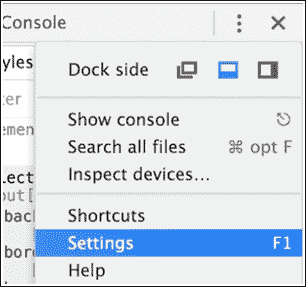 Console
yles
Dock side
ter
Show console
emen
Search all files ⌘ opt F
Inspect devices...
lect
out[
Shortcuts
back
Settings F1
bor
Help